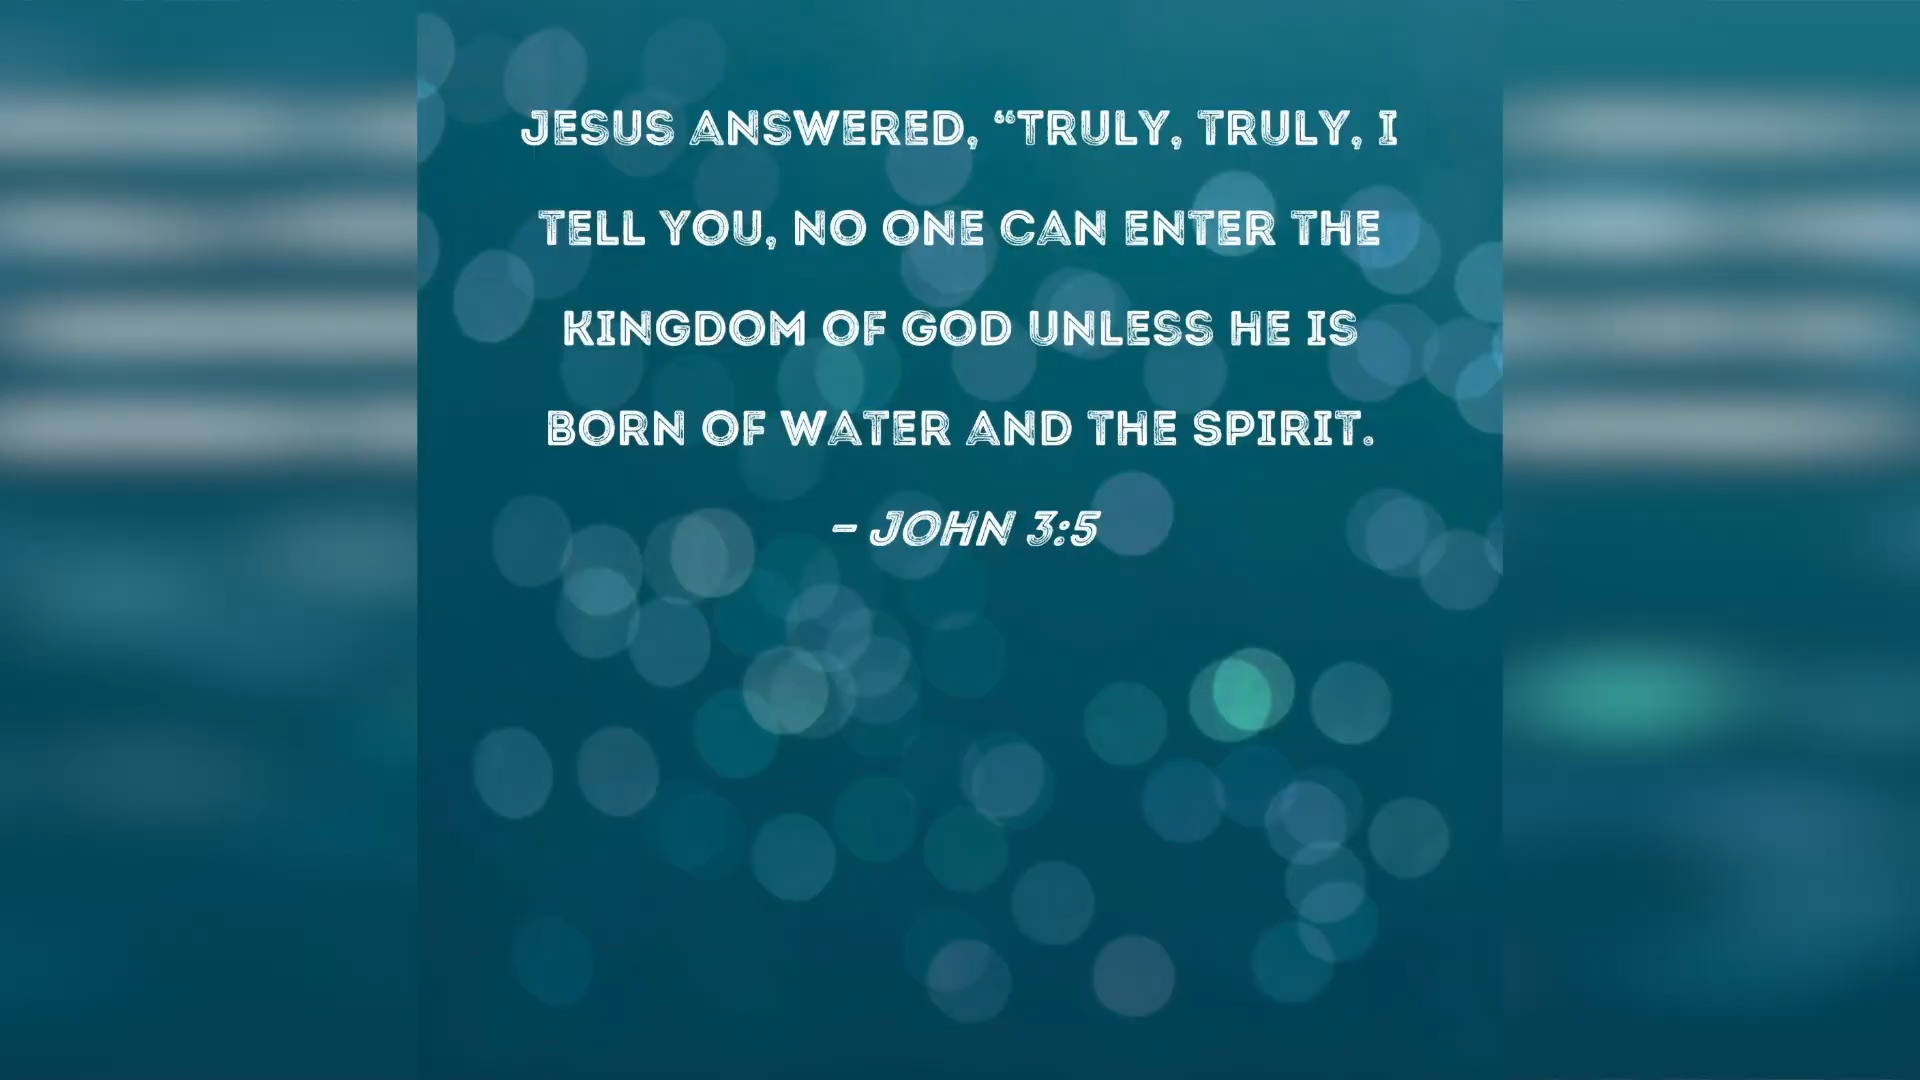 JESUS ANSWERED, “TRULY, TRULY, I
TELL YOU, NO ONE CAN ENTER THE
KINGDOM OF GOD UNLESS HE IS
BORN OF WATER AND THE SPIRIT.
– JOHN 3:5